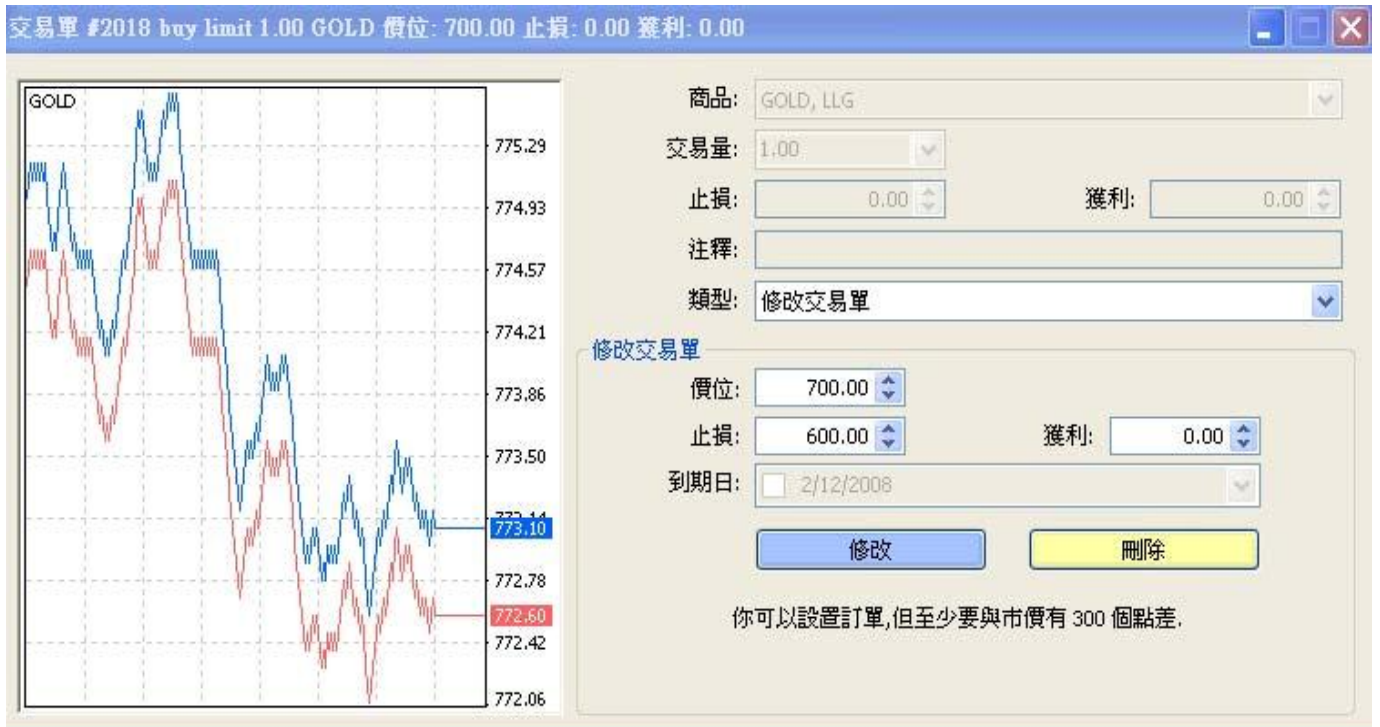 交易單 #2018 buy limit 1.00 GOLD 價位: 700.00 止損: 0.00 獲利: 0.00
GOLD
775.29
774.93
774.57
774.21
773.86
773.50
773.14
773.10
772.78
772.60
772.42
772.06
商品: GOLD, LLG
交易量: 1.00
止損: 0.00 獲利: 0.00
注釋:
類型: 修改交易單
修改交易單
價位: 700.00
止損: 600.00 獲利: 0.00
到期日: 2/12/2008
修改 刪除
你可以設置訂單,但至少要與市價有 300 個點差.